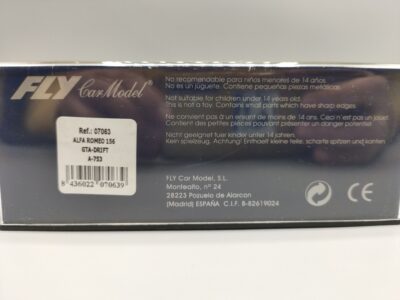 FLY Car Model®
No recomendable para niños menores de 14 años.
No es un juguete. Contiene pequeñas piezas metálicas.
Not suitable for children under 14 years old.
This is not a toy. Contains small parts which have sharp edges.
Ne convient pas à un enfant de moins de 14 ans. Ceci n'est pas un jouet.
Contient des petites pièces pouvant présenter un danger potentiel
Nicht geeignet fuer kinder unter 14 jahren.
Kein spielzeug. Achtung! Enthaelt kleine teile. scharfe spitzen und kanten
Ref.: 07063
ALFA ROMEO 156
GTA-DRIFT
A-753
8 436022 070639
FLY Car Model, S.L.
Montealto, nº 24
28223 Pozuelo de Alarcon
(Madrid) ESPAÑA C.I.F. B-82619024
CE